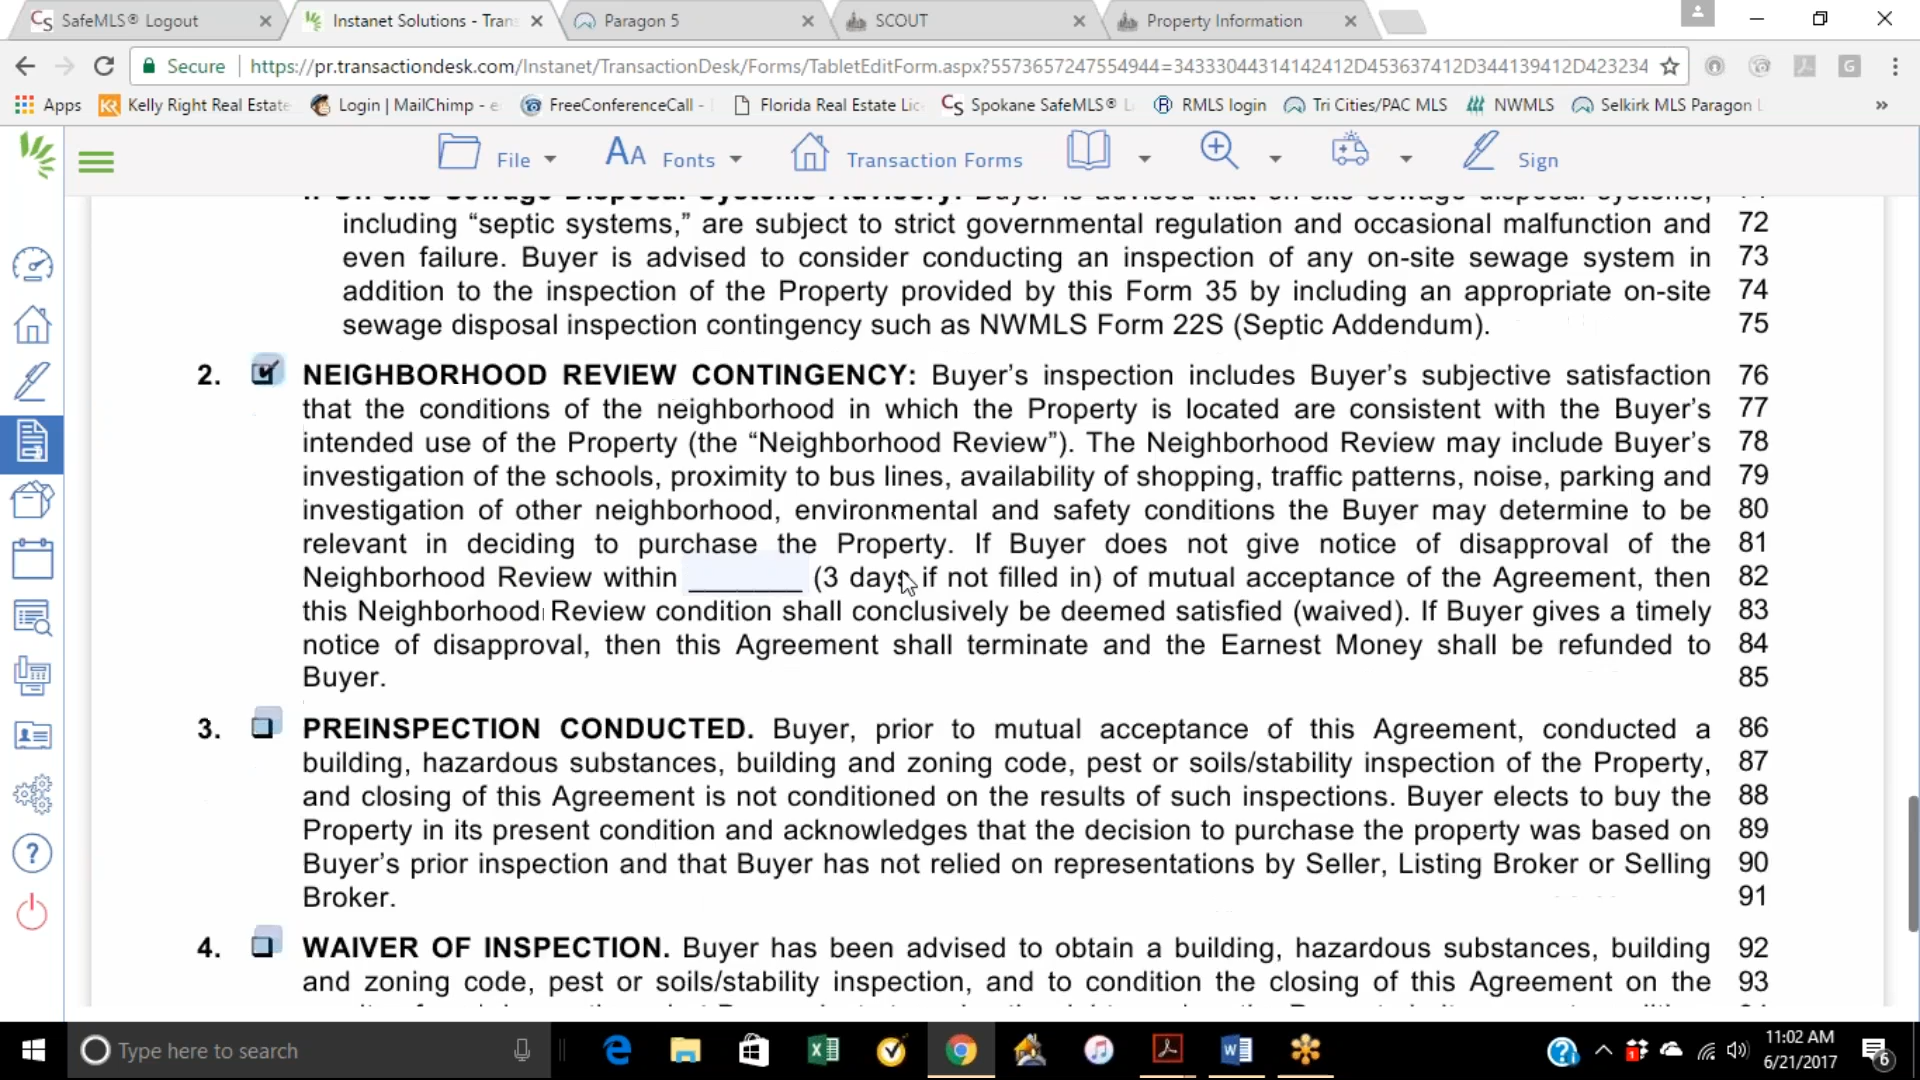 SafeMLS® Logout
Instanet Solutions - Tran
Paragon 5
SCOUT
Property Information
Secure
https://pr.transactiondesk.com/Instanet/TransactionDesk/Forms/TabletEditForm.aspx?5573657247554944=34333044314142412D453637412D344139412D423234
Apps
Kelly Right Real Estate
Login | MailChimp - e
FreeConferenceCall -
Florida Real Estate Lic
Spokane SafeMLS® L
RMLS login
Tri Cities/PAC MLS
NWMLS
Selkirk MLS Paragon
File
Fonts
Transaction Forms
Sign
On-Site Sewage Disposal Systems Advisory. Buyer is advised that on-site sewage disposal systems,
including “septic systems,” are subject to strict governmental regulation and occasional malfunction and 72
even failure. Buyer is advised to consider conducting an inspection of any on-site sewage system in 73
addition to the inspection of the Property provided by this Form 35 by including an appropriate on-site 74
sewage disposal inspection contingency such as NWMLS Form 22S (Septic Addendum). 75
2. NEIGHBORHOOD REVIEW CONTINGENCY: Buyer’s inspection includes Buyer’s subjective satisfaction 76
that the conditions of the neighborhood in which the Property is located are consistent with the Buyer’s 77
intended use of the Property (the “Neighborhood Review”). The Neighborhood Review may include Buyer’s 78
investigation of the schools, proximity to bus lines, availability of shopping, traffic patterns, noise, parking and 79
investigation of other neighborhood, environmental and safety conditions the Buyer may determine to be 80
relevant in deciding to purchase the Property. If Buyer does not give notice of disapproval of the 81
Neighborhood Review within ________ (3 days if not filled in) of mutual acceptance of the Agreement, then 82
this Neighborhood Review condition shall conclusively be deemed satisfied (waived). If Buyer gives a timely 83
notice of disapproval, then this Agreement shall terminate and the Earnest Money shall be refunded to 84
Buyer. 85
3. PREINSPECTION CONDUCTED. Buyer, prior to mutual acceptance of this Agreement, conducted a 86
building, hazardous substances, building and zoning code, pest or soils/stability inspection of the Property, 87
and closing of this Agreement is not conditioned on the results of such inspections. Buyer elects to buy the 88
Property in its present condition and acknowledges that the decision to purchase the property was based on 89
Buyer’s prior inspection and that Buyer has not relied on representations by Seller, Listing Broker or Selling 90
Broker. 91
4. WAIVER OF INSPECTION. Buyer has been advised to obtain a building, hazardous substances, building 92
and zoning code, pest or soils/stability inspection, and to condition the closing of this Agreement on the 93
Type here to search
11:02 AM
6/21/2017
6